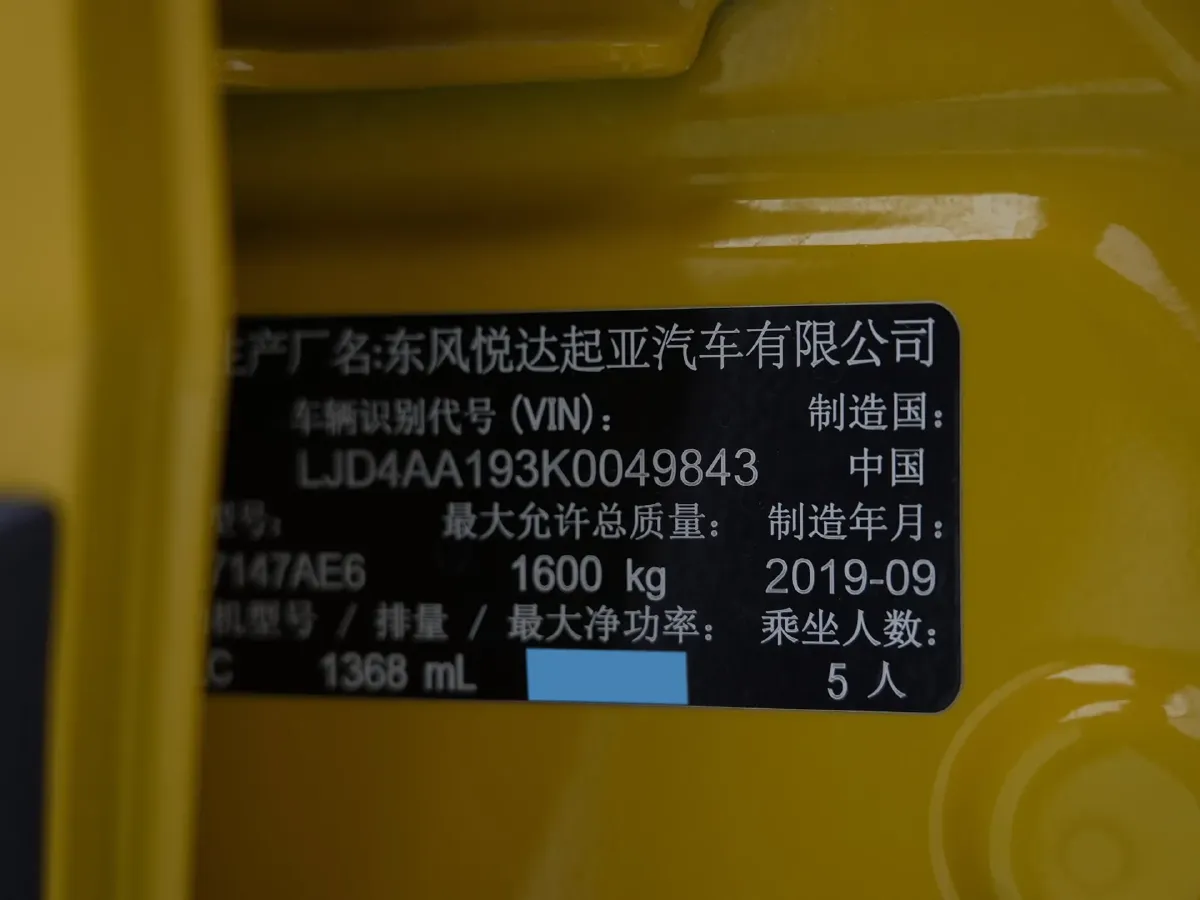 生产厂名:东风悦达起亚汽车有限公司
车辆识别代号(VIN): 制造国:
LJD4AA193K0049843 中国
型号: 最大允许总质量: 制造年月:
7147AE6 1600 kg 2019-09
机型号 / 排量 / 最大净功率: 乘坐人数:
C 1368 mL 5 人